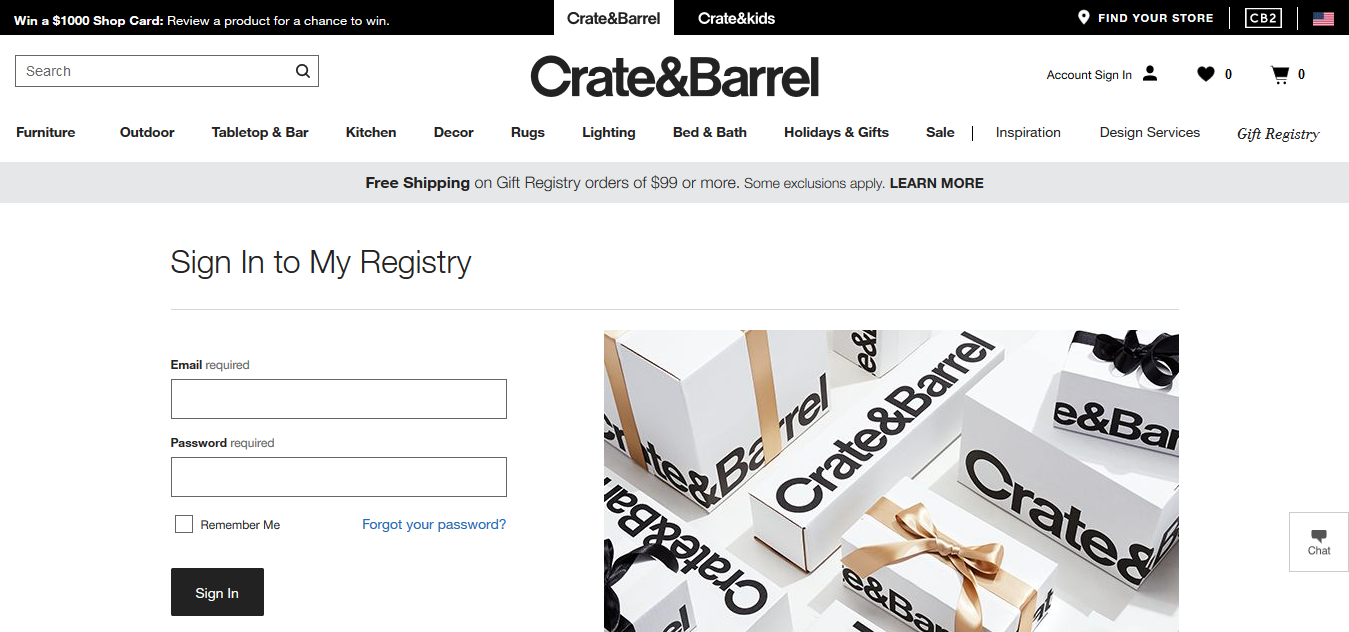 Win a $1000 Shop Card: Review a product for a chance to win.
Crate&Barrel
Crate&kids
FIND YOUR STORE
CB2
Search
Crate&Barrel
Account Sign In
0
0
Furniture
Outdoor
Tabletop & Bar
Kitchen
Decor
Rugs
Lighting
Bed & Bath
Holidays & Gifts
Sale
Inspiration
Design Services
Gift Registry
Free Shipping on Gift Registry orders of $99 or more. Some exclusions apply. LEARN MORE
Sign In to My Registry
Email required
Password required
Remember Me
Forgot your password?
Sign In
Crate&Barrel
Crate&Barrel
e&
e&Bar
Crate&
Barrel
Crate&Barrel
Crate
e&Bar
Chat